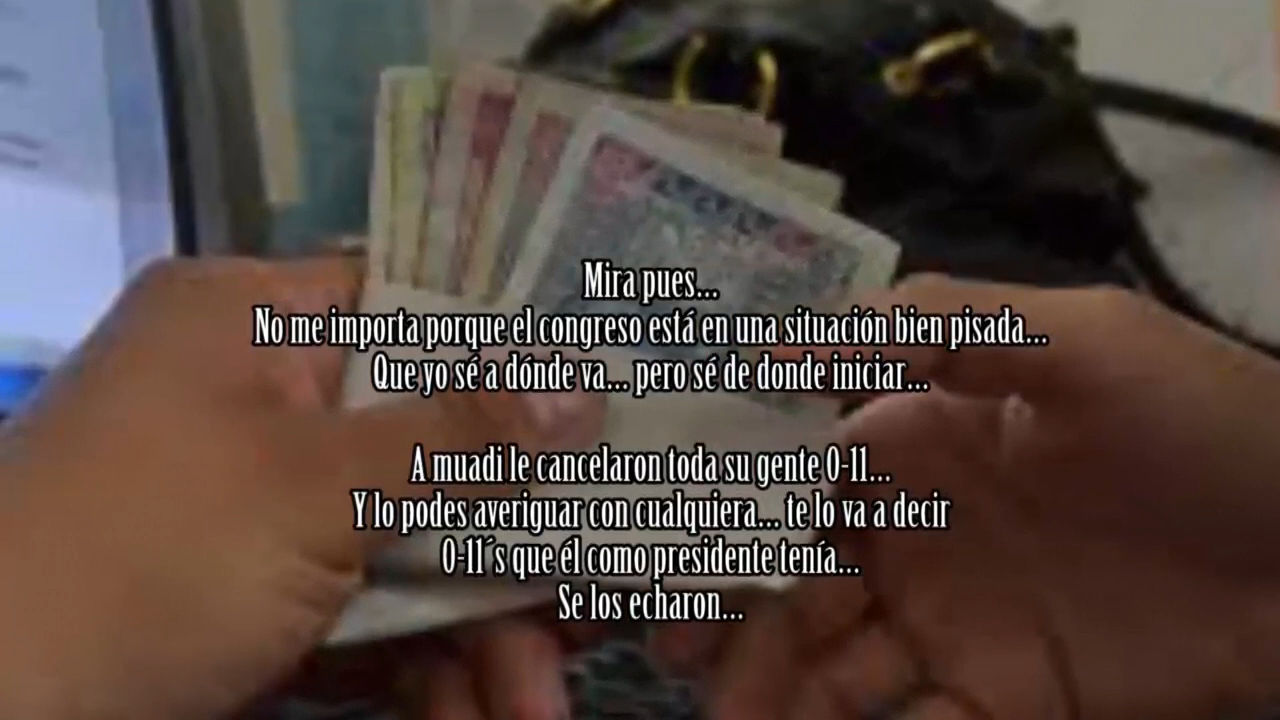 Mira pues...
No me importa porque el congreso está en una situación bien pisada...
Que yo sé a dónde va... pero sé de donde iniciar...
A muadi le cancelaron toda su gente 0-11...
Y lo podes averiguar con cualquiera... te lo va a decir
0-11´s que él como presidente tenía...
Se los echaron...